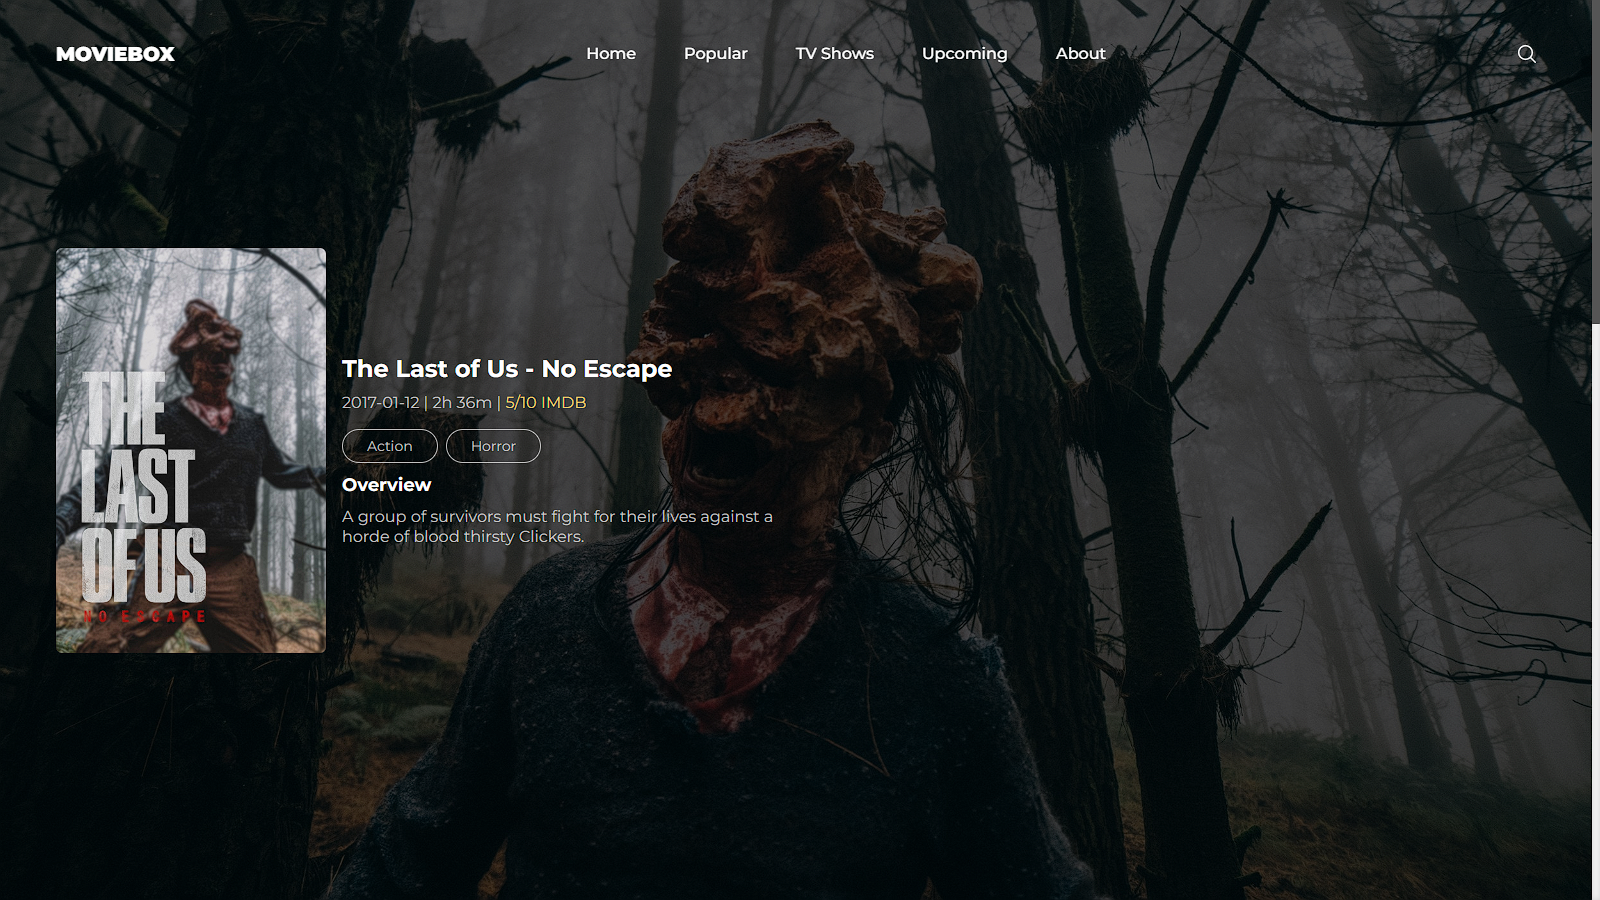 MOVIEBOX
Home
Popular
TV Shows
Upcoming
About
THE
LAST
OF US
NO ESCAPE
The Last of Us - No Escape
2017-01-12 | 2h 36m | 5/10 IMDB
Action
Horror
Overview
A group of survivors must fight for their lives against a
horde of blood thirsty Clickers.